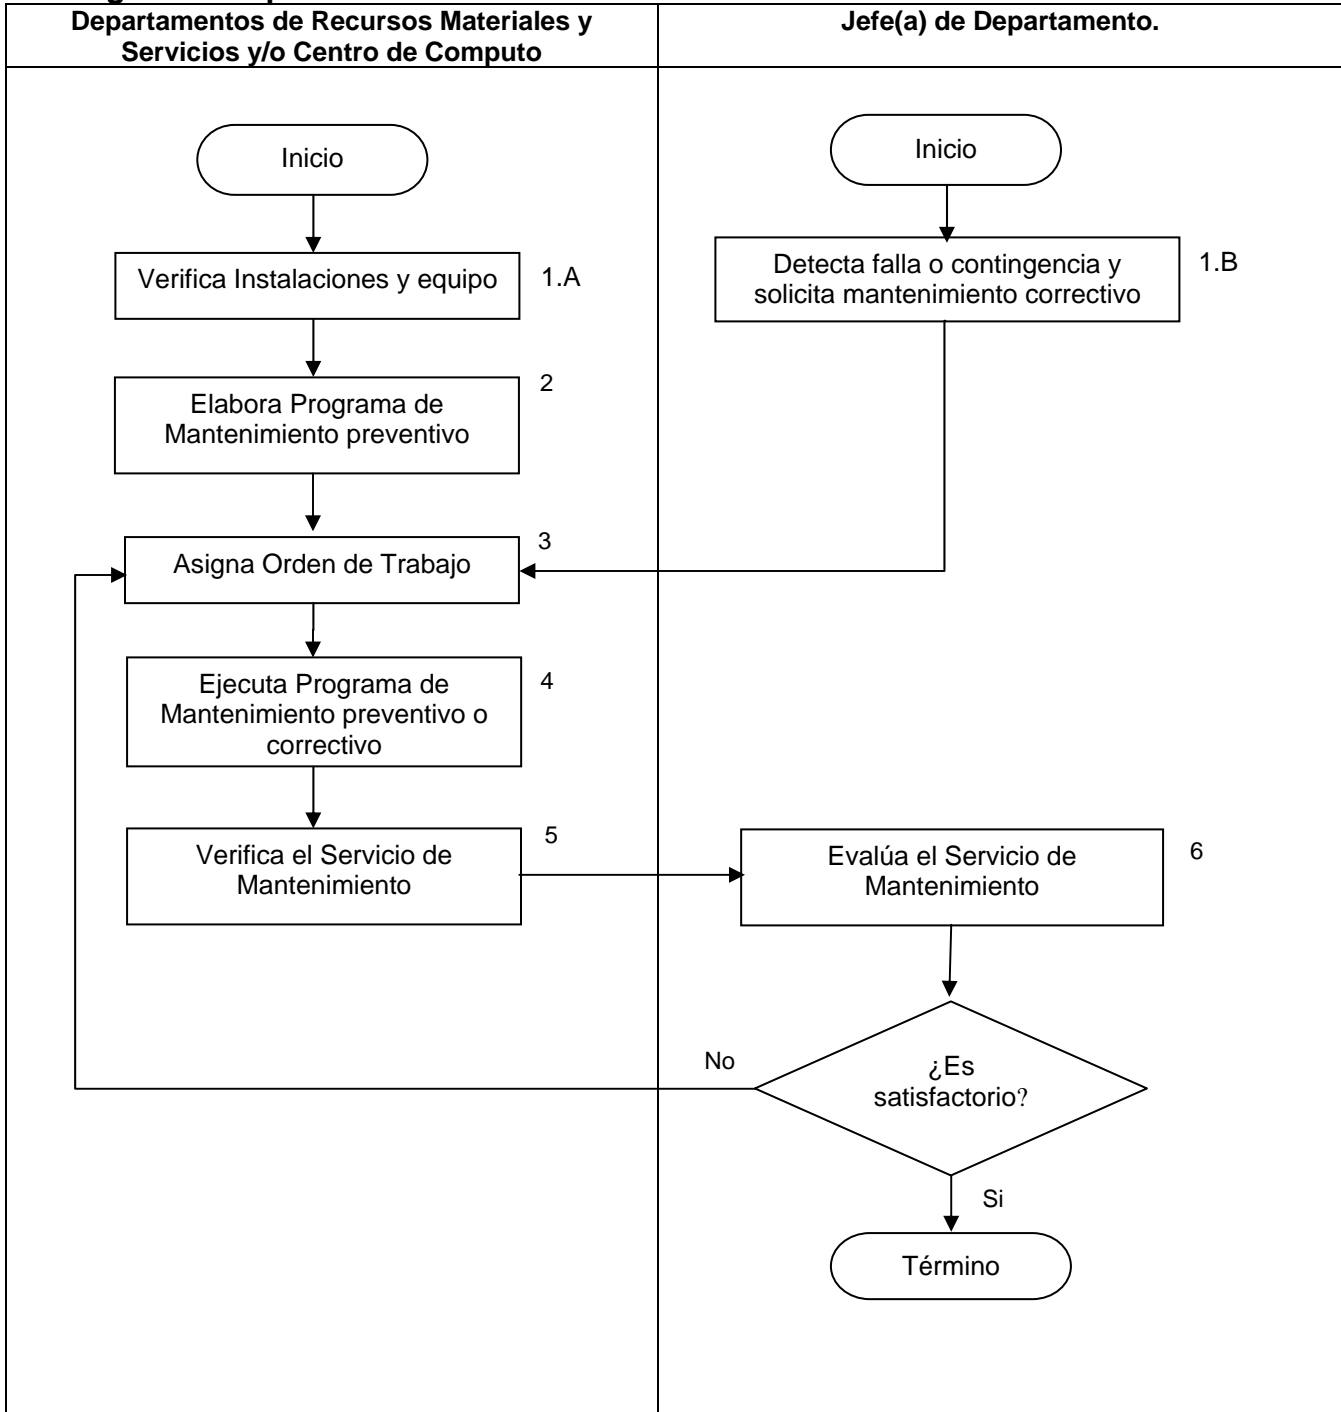 Departamentos de Recursos Materiales y
Servicios y/o Centro de Computo
Jefe(a) de Departamento.
Inicio
Inicio
Verifica Instalaciones y equipo
1.A
Detecta falla o contingencia y
solicita mantenimiento correctivo
1.B
Elabora Programa de
Mantenimiento preventivo
2
Asigna Orden de Trabajo
3
Ejecuta Programa de
Mantenimiento preventivo o
correctivo
4
Verifica el Servicio de
Mantenimiento
5
Evalúa el Servicio de
Mantenimiento
6
No
¿Es
satisfactorio?
Si
Término